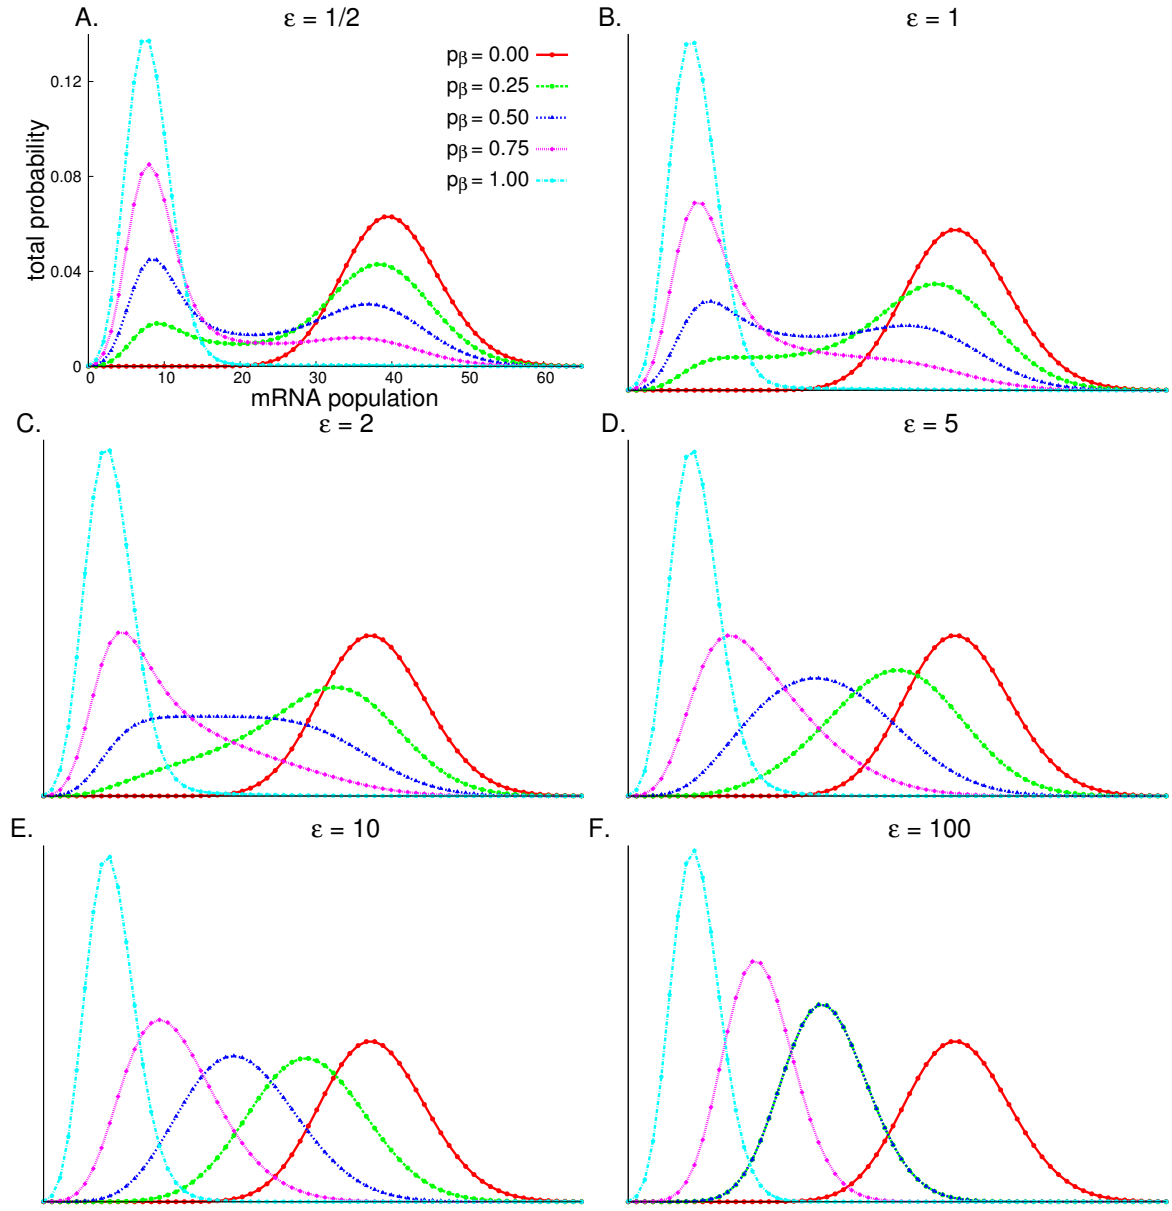 A.
ε = 1/2
B.
ε = 1
total probability
0.12
0.08
0.04
0
pβ = 0.00
pβ = 0.25
pβ = 0.50
pβ = 0.75
pβ = 1.00
0 10 20 30 40 50 60
mRNA population
C.
ε = 2
D.
ε = 5
E.
ε = 10
F.
ε = 100